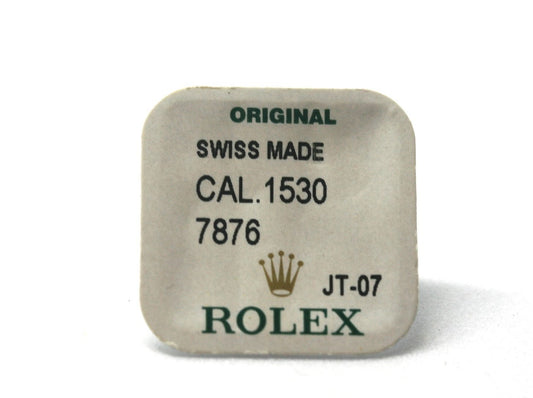 ORIGINAL
SWISS MADE
CAL.1530
7876
JT-07
ROLEX